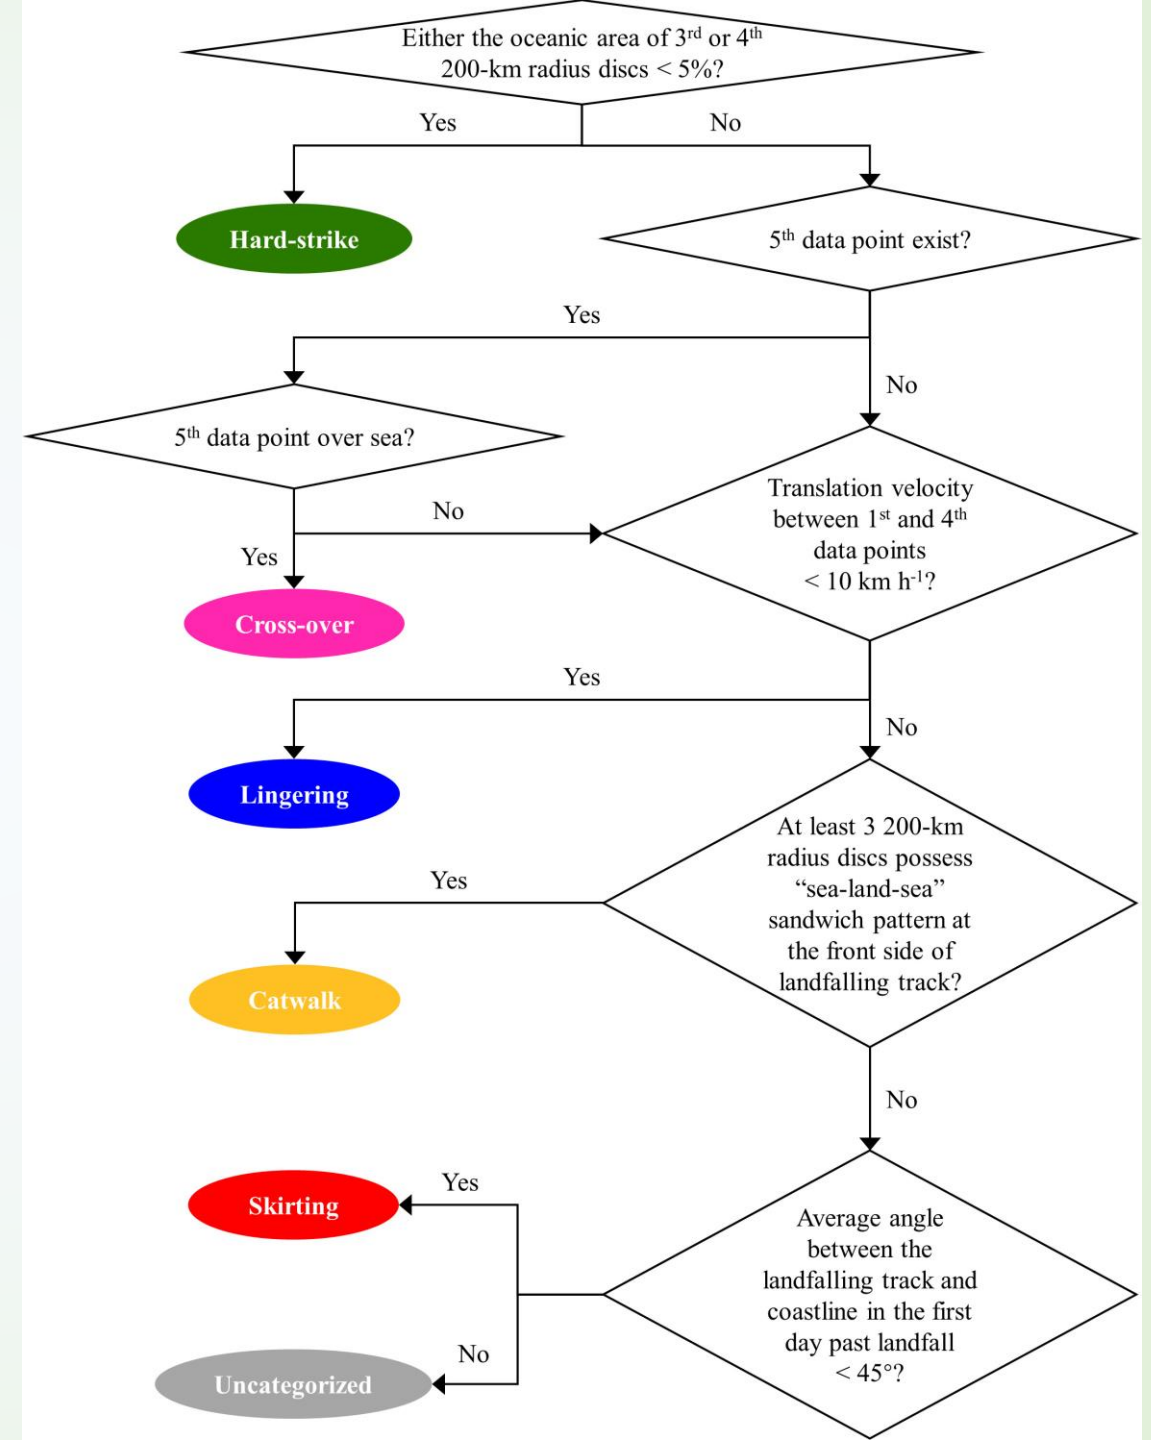 Either the oceanic area of 3rd or 4th
200-km radius discs < 5%?
Yes
No
Hard-strike
5th data point exist?
Yes
No
5th data point over sea?
No
Yes
Translation velocity
between 1st and 4th
data points
< 10 km h-1?
Cross-over
Yes
No
Lingering
At least 3 200-km
radius discs possess
“sea-land-sea”
sandwich pattern at
the front side of
landfalling track?
Yes
Catwalk
No
Yes
Skirting
Average angle
between the
landfalling track and
coastline in the first
day past landfall
< 45°?
No
Uncategorized